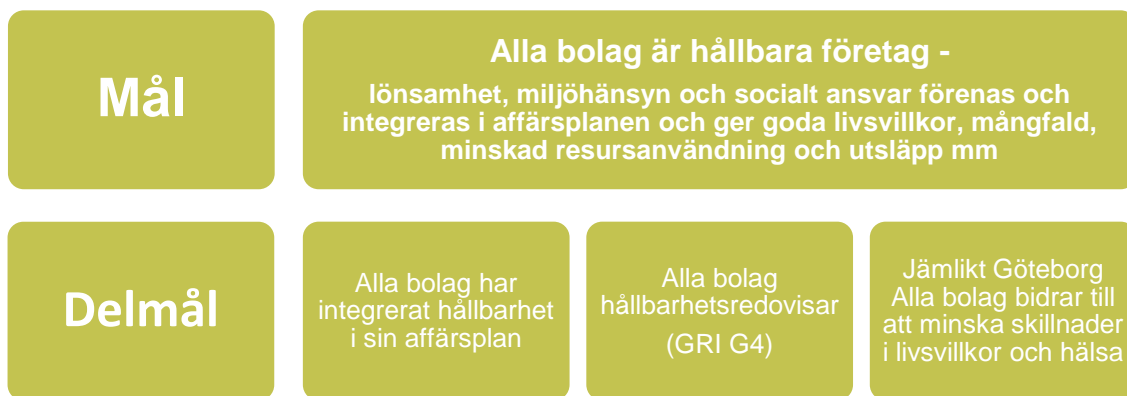 Mål
Alla bolag är hållbara företag -
lönsamhet, miljöhänsyn och socialt ansvar förenas och
integreras i affärsplanen och ger goda livsvillkor, mångfald,
minskad resursanvändning och utsläpp mm
Delmål
Alla bolag har
integrerat hållbarhet
i sin affärsplan
Alla bolag
hållbarhetsredovisar
(GRI G4)
Jämlikt Göteborg
Alla bolag bidrar till
att minska skillnader
i livsvillkor och hälsa